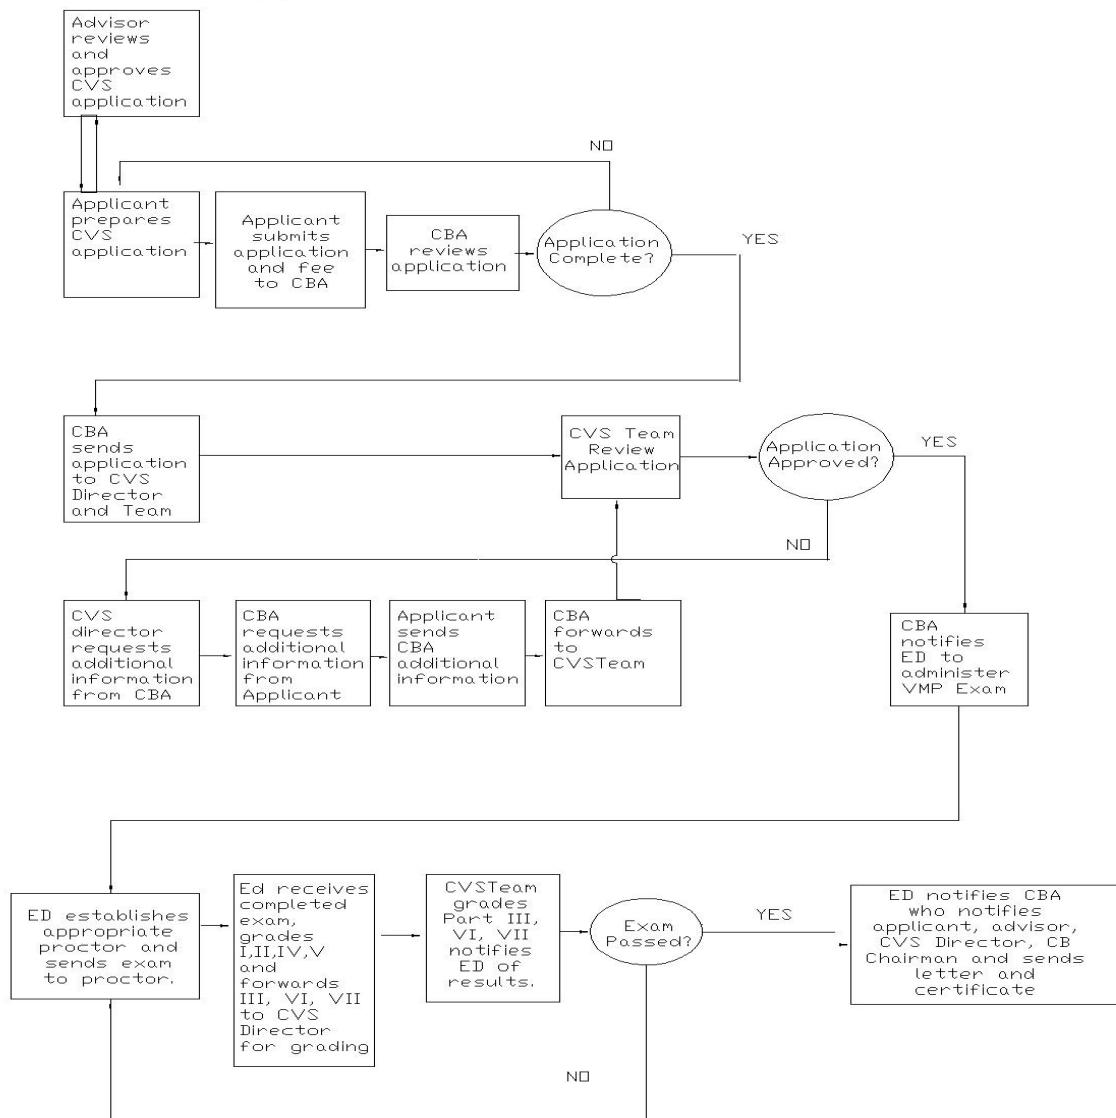 Advisor
reviews
and
approves
CVS
application
NO
Applicant
prepares
CVS
application
Applicant
submits
application
and fee
to CBA
CBA
reviews
application
Application
Complete?
YES
CBA
sends
application
to CVS
Director
and Team
CVS Team
Review
Application
Application
Approved?
YES
NO
CVS
director
requests
additional
information
from CBA
CBA
requests
additional
information
from
Applicant
Applicant
sends
CBA
additional
information
CBA
forwards
to
CVSTeam
CBA
notifies
ED to
administer
VMP Exam
ED establishes
appropriate
proctor and
sends exam
to proctor.
Ed receives
completed
exam,
grades
I,II,IV,V
and
forwards
III, VI, VII
to CVS
Director
for grading
CVSTeam
grades
Part III,
VI, VII
notifies
ED of
results.
Exam
Passed?
YES
ED notifies CBA
who notifies
applicant, advisor,
CVS Director, CB
Chairman and sends
letter and
certificate
NO